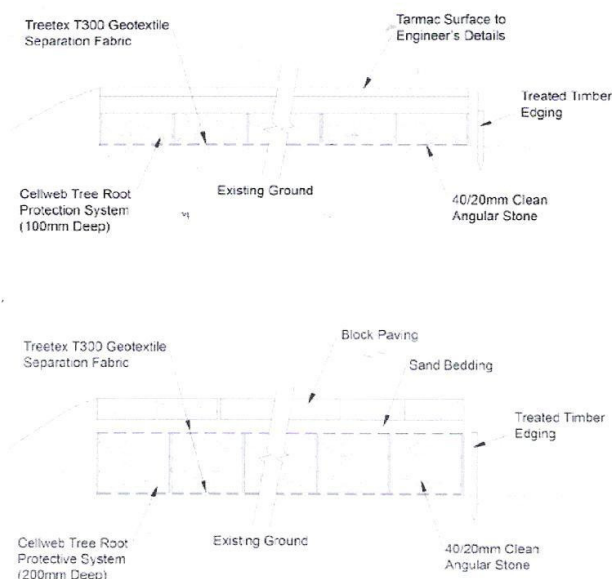 Treetex T300 Geotextile
Separation Fabric
Tarmac Surface to
Engineer's Details
Treated Timber
Edging
Cellweb Tree Root
Protection System
(100mm Deep)
Existing Ground
40/20mm Clean
Angular Stone
Treetex T300 Geotextile
Separation Fabric
Block Paving
Sand Bedding
Treated Timber
Edging
Cellweb Tree Root
Protective System
(200mm Deep)
Existing Ground
40/20mm Clean
Angular Stone